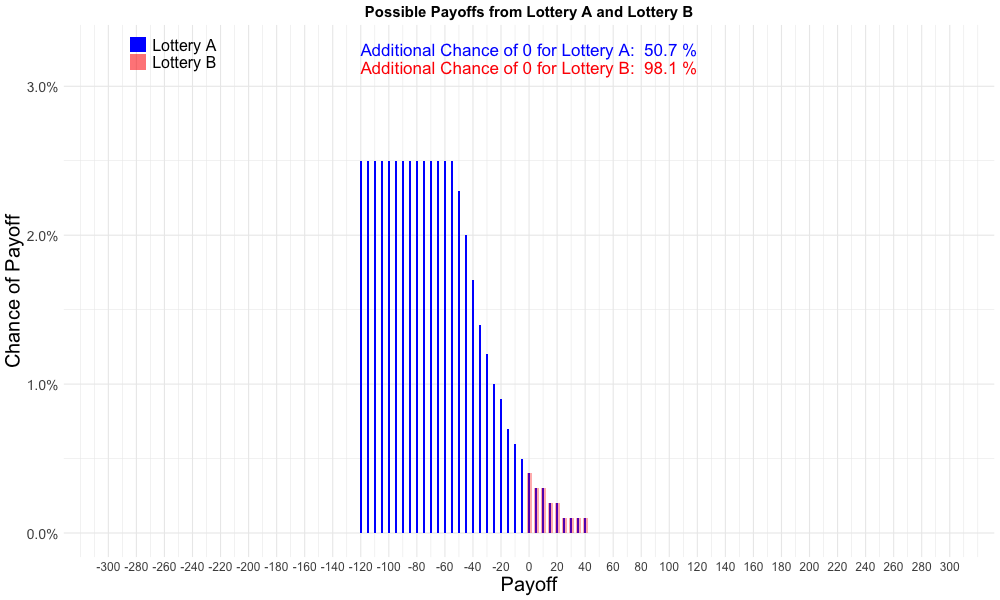 Possible Payoffs from Lottery A and Lottery B
Lottery A
Lottery B
Additional Chance of 0 for Lottery A: 50.7 %
Additional Chance of 0 for Lottery B: 98.1 %
3.0%
2.0%
1.0%
0.0%
Chance of Payoff
-300 -280 -260 -240 -220 -200 -180 -160 -140 -120 -100 -80 -60 -40 -20 0 20 40 60 80 100 120 140 160 180 200 220 240 260 280 300
Payoff